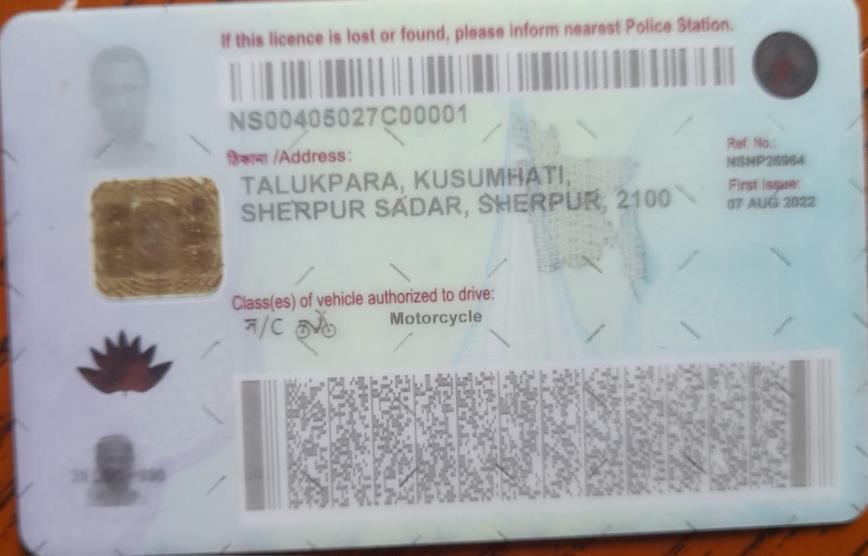 If this licence is lost or found, please inform nearest Police Station.
NS00405027C00001
ঠিকানা /Address:
TALUKPARA, KUSUMHATI,
SHERPUR SADAR, SHERPUR, 2100
Ref. No.:
NSMP26964
First Issue:
07 AUG 2022
Class(es) of vehicle authorized to drive:
ন/C
Motorcycle